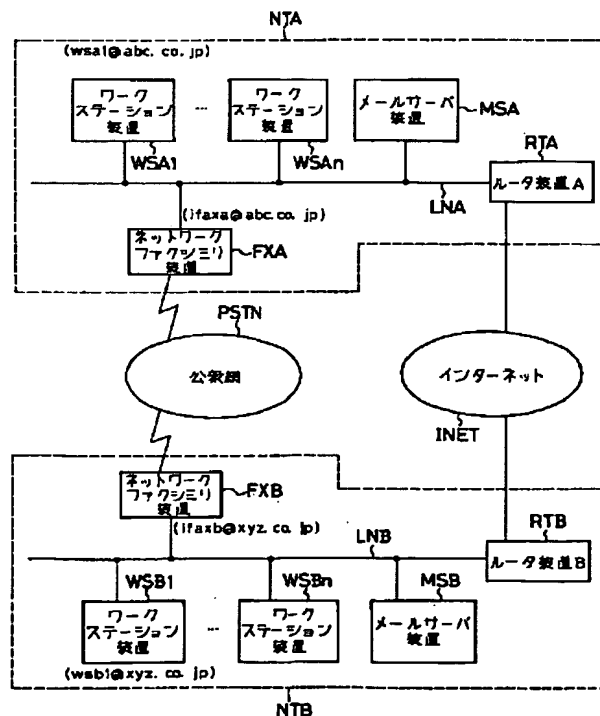 NTA
(wsa1@abc.co.jp)
ワーク
ステーション
装置
...
ワーク
ステーション
装置
メールサーバ
装置
MSA
WSA1
WSAn
RTA
ルータ装置A
LNA
(ifaxa@abc.co.jp)
ネットワーク
ファクシミリ
装置
FXA
PSTN
公衆網
インターネット
INET
ネットワーク
ファクシミリ
装置
FXB
(ifaxb@xyz.co.jp)
LNB
RTB
ルータ装置B
WSB1
WSBn
MSB
ワーク
ステーション
装置
...
ワーク
ステーション
装置
メールサーバ
装置
(wsb1@xyz.co.jp)
NTB